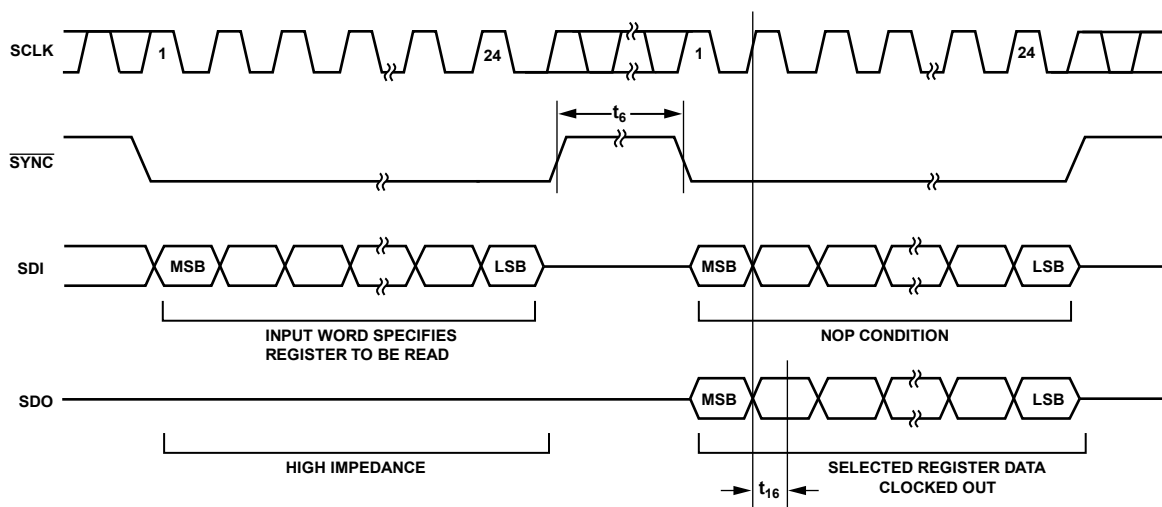 SCLK
1
24
1
24
t6
SYNC
SDI
MSB
LSB
MSB
LSB
INPUT WORD SPECIFIES
REGISTER TO BE READ
NOP CONDITION
SDO
MSB
LSB
HIGH IMPEDANCE
SELECTED REGISTER DATA
CLOCKED OUT
t16